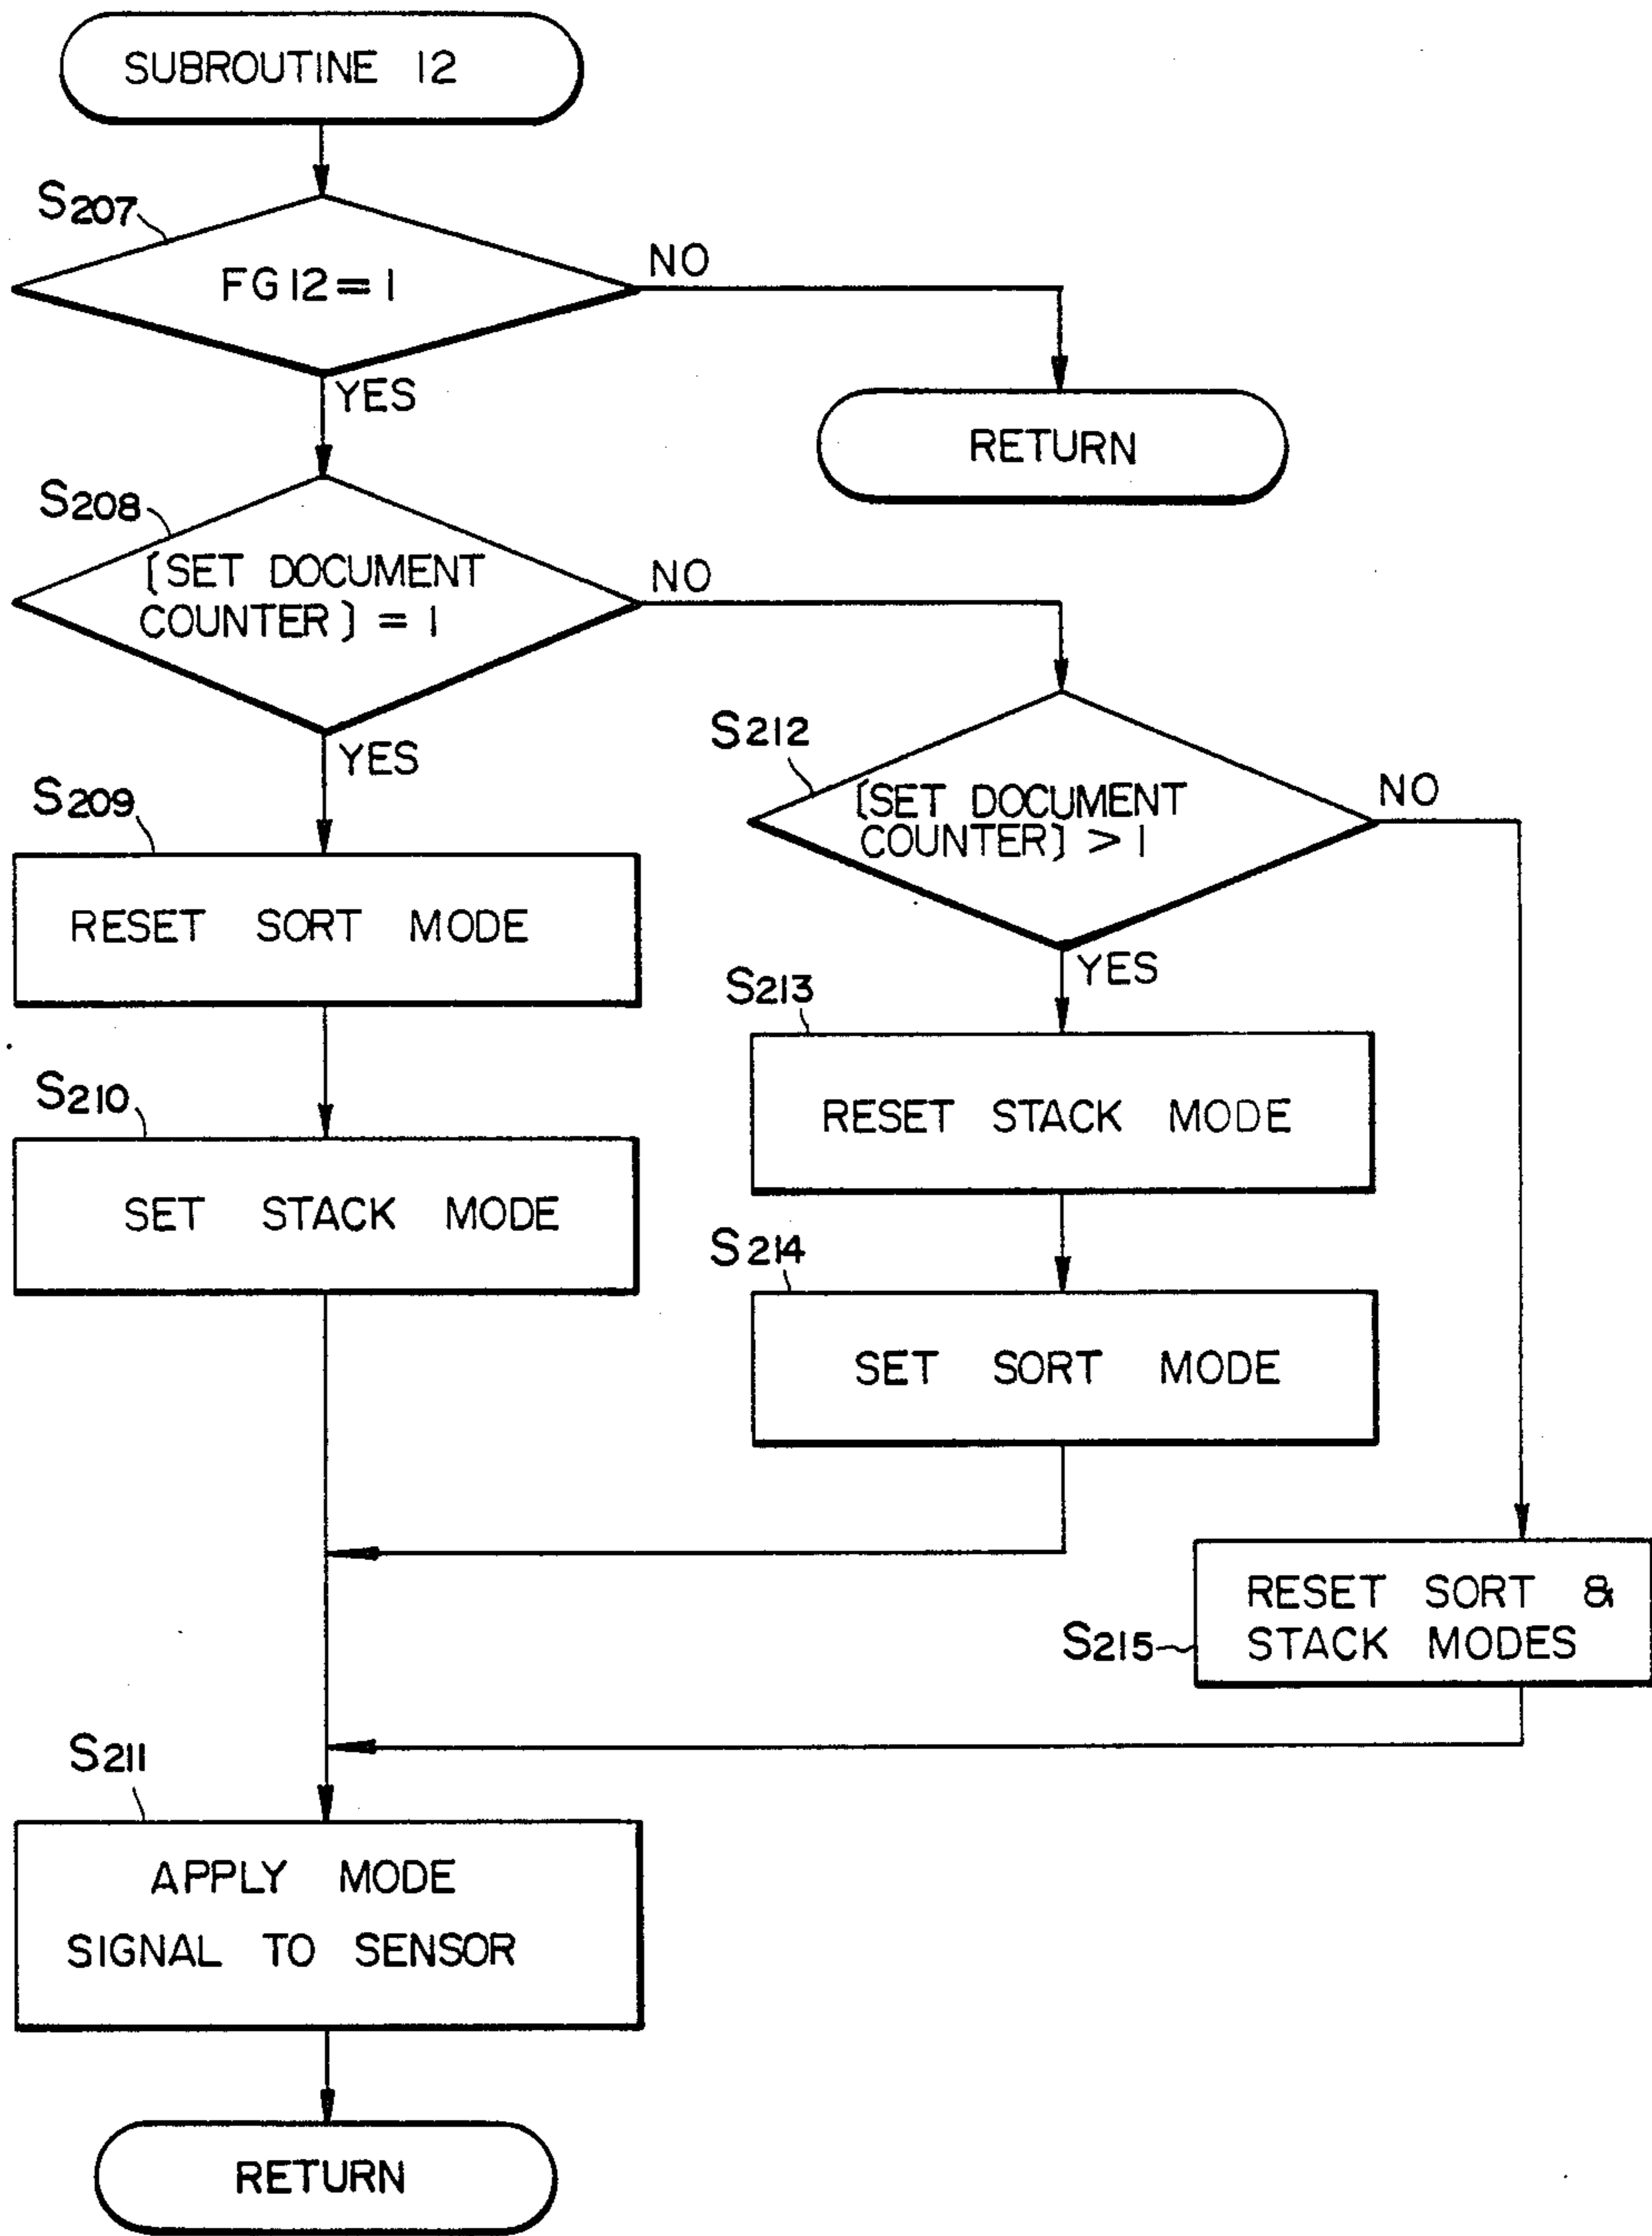 SUBROUTINE 12
S207
FG12=1
NO
YES
RETURN
S208
[SET DOCUMENT
COUNTER] = 1
NO
YES
S212
[SET DOCUMENT
COUNTER] > 1
NO
YES
S209
RESET SORT MODE
S213
RESET STACK MODE
S210
SET STACK MODE
S214
SET SORT MODE
S215
RESET SORT &
STACK MODES
S211
APPLY MODE
SIGNAL TO SENSOR
RETURN